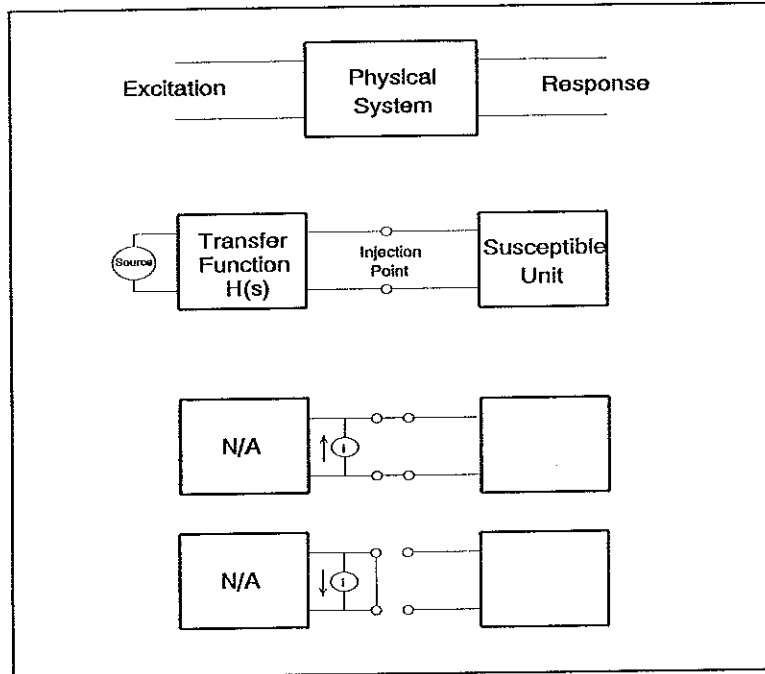 Excitation
Physical
System
Response
Source
Transfer
Function
H(s)
Injection
Point
Susceptible
Unit
N/A
i
N/A
i